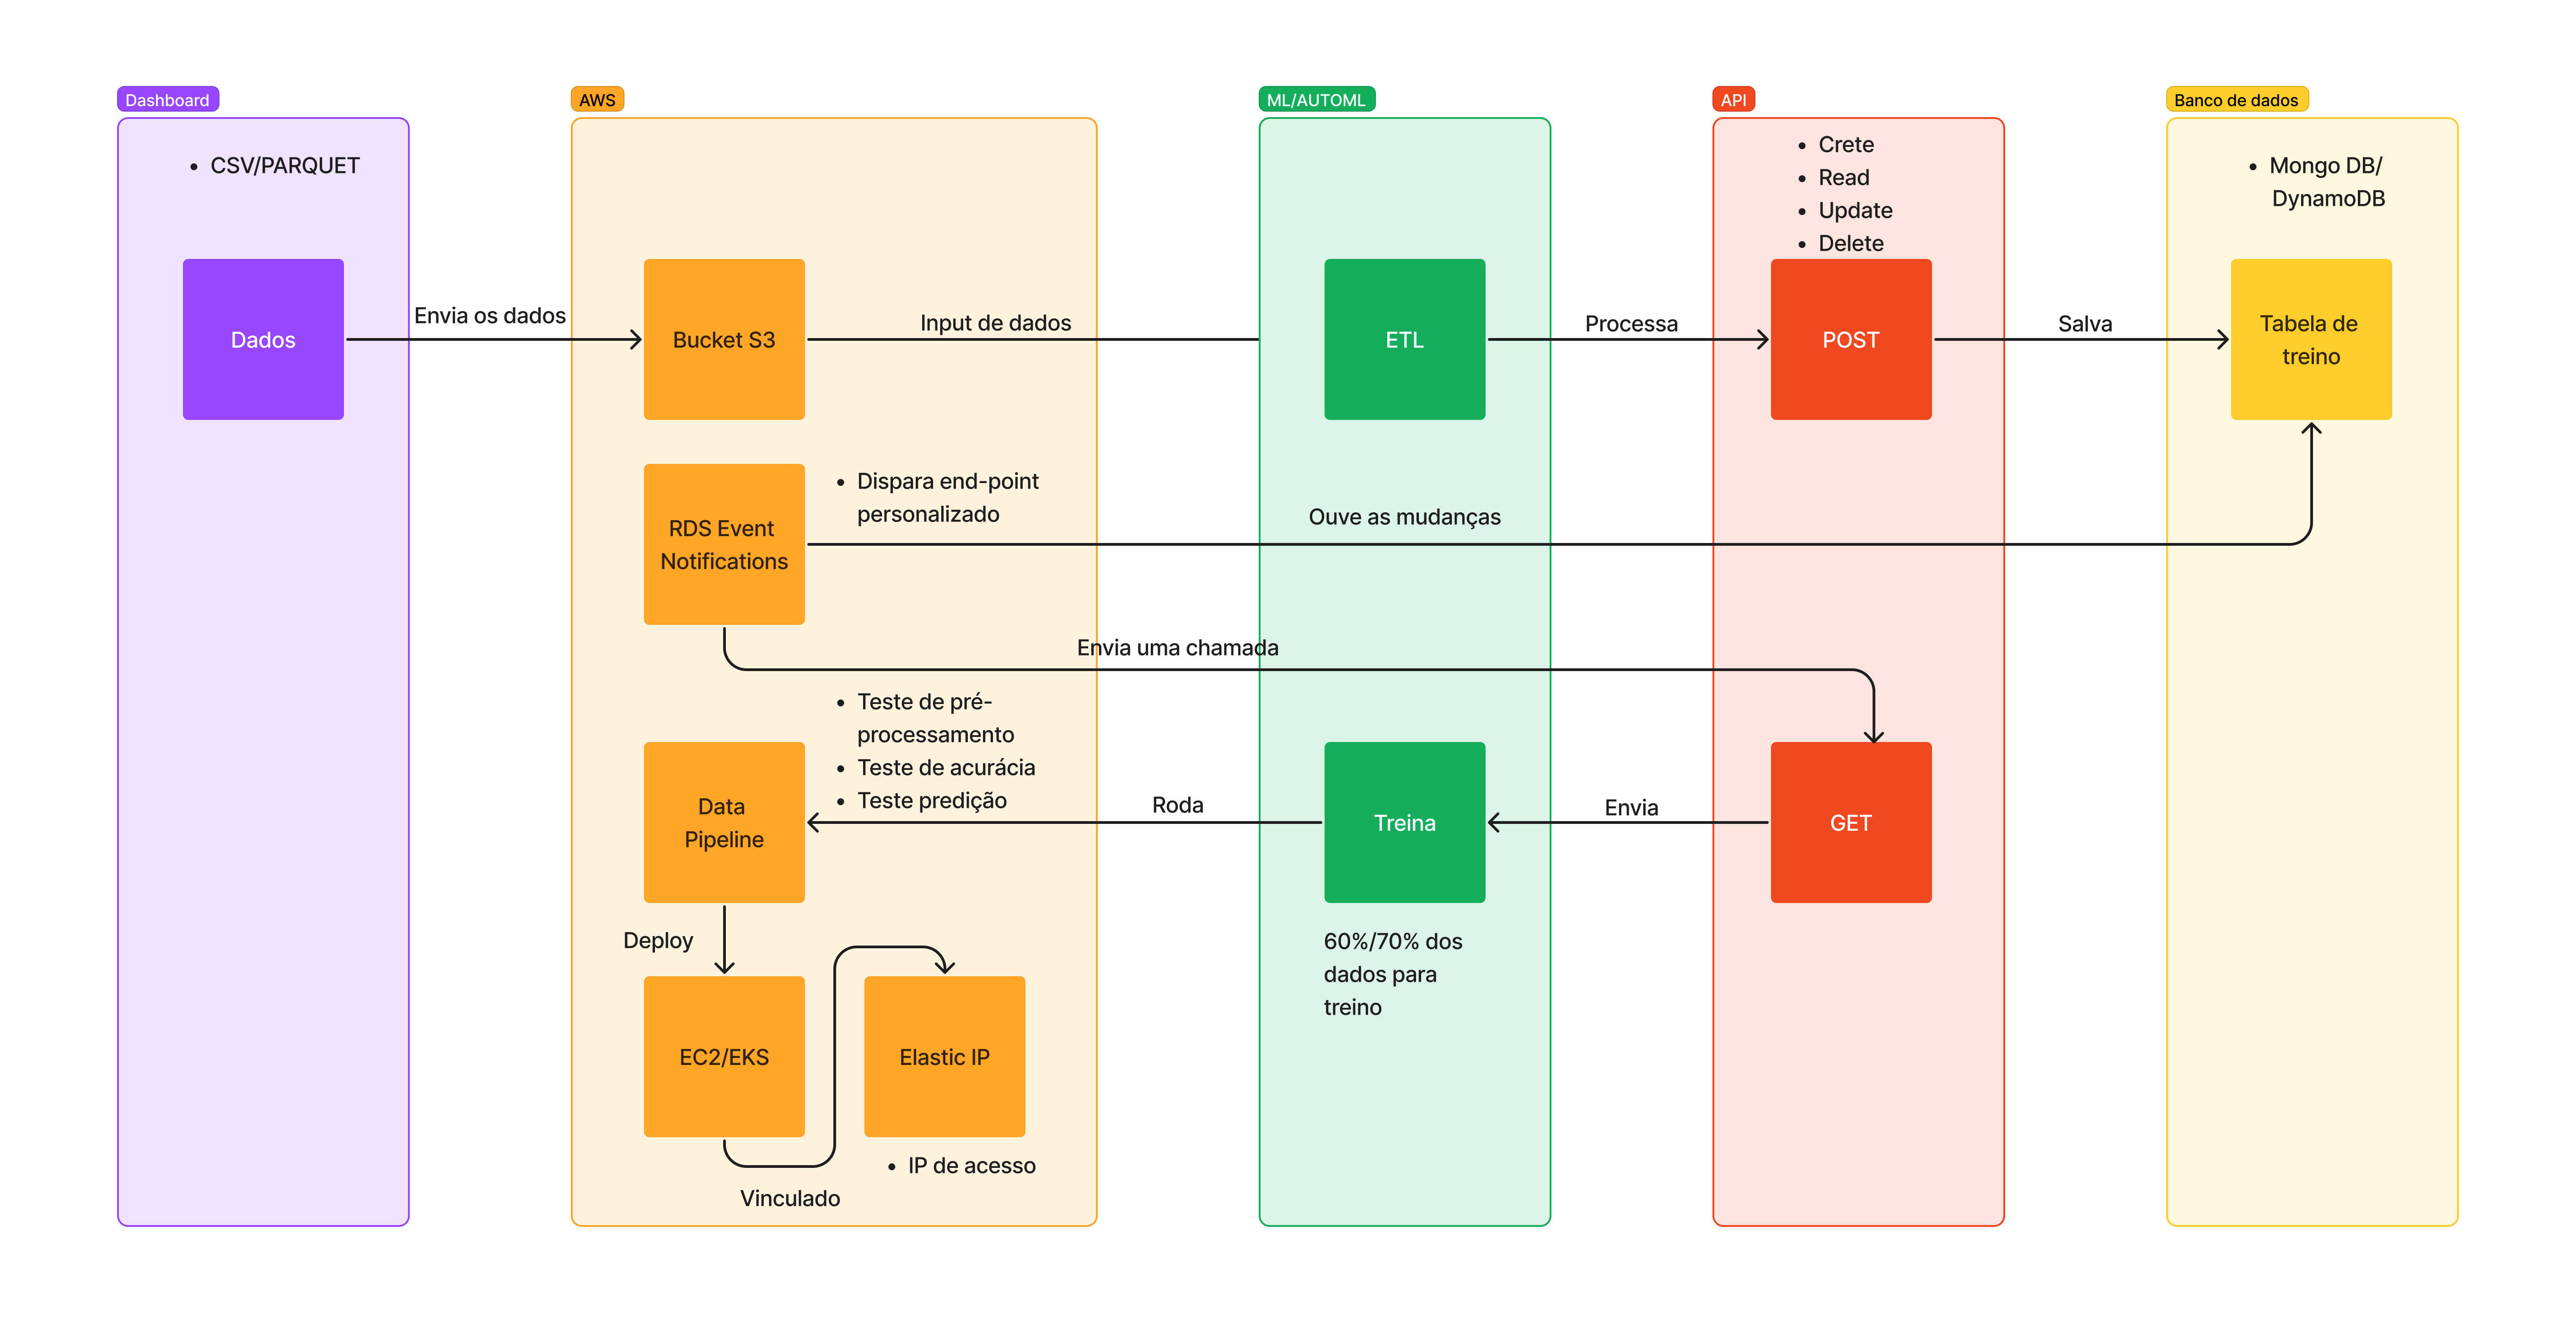 Dashboard
AWS
ML/AUTOML
API
Banco de dados
• CSV/PARQUET
• Crete
• Read
• Update
• Delete
• Mongo DB/
DynamoDB
Dados
Envia os dados
Bucket S3
Input de dados
ETL
Processa
POST
Salva
Tabela de
treino
RDS Event
Notifications
• Dispara end-point
personalizado
Ouve as mudanças
Envia uma chamada
• Teste de pré-
processamento
• Teste de acurácia
• Teste predição
Data
Pipeline
Roda
Treina
Envia
GET
Deploy
60%/70% dos
dados para
treino
EC2/EKS
Elastic IP
• IP de acesso
Vinculado